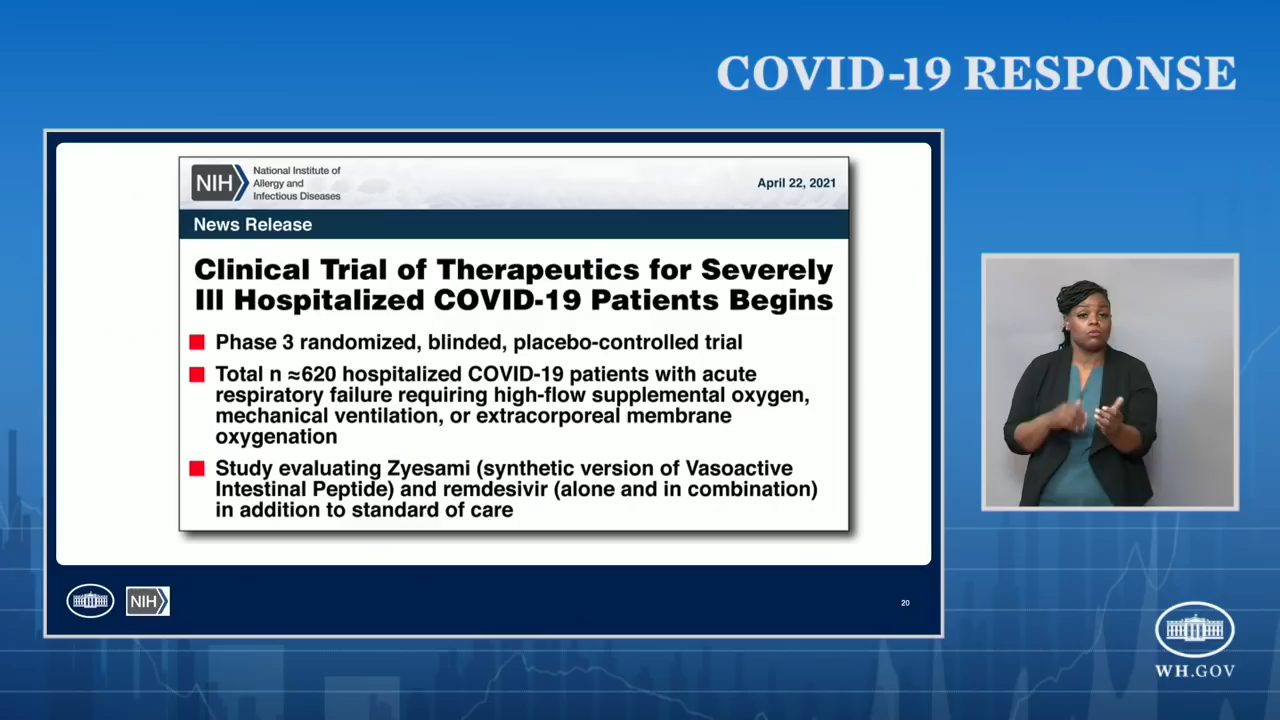 COVID-19 RESPONSE
NIH
National Institute of
Allergy and
Infectious Diseases
April 22, 2021
News Release
Clinical Trial of Therapeutics for Severely
Ill Hospitalized COVID-19 Patients Begins
Phase 3 randomized, blinded, placebo-controlled trial
Total n ≈620 hospitalized COVID-19 patients with acute
respiratory failure requiring high-flow supplemental oxygen,
mechanical ventilation, or extracorporeal membrane
oxygenation
Study evaluating Zyesami (synthetic version of Vasoactive
Intestinal Peptide) and remdesivir (alone and in combination)
in addition to standard of care
NIH
20
WH.GOV